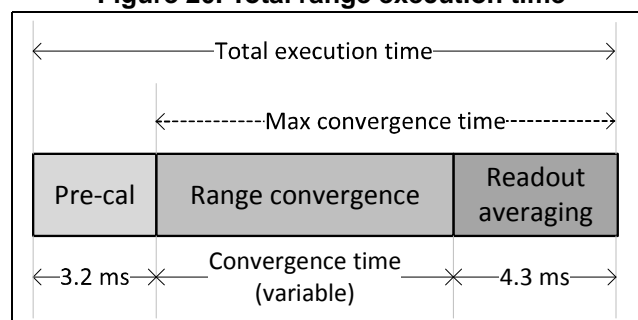 Figure 20. Total range execution time
Total execution time
Max convergence time
Pre-cal
Range convergence
Readout
averaging
3.2 ms
Convergence time
(variable)
4.3 ms